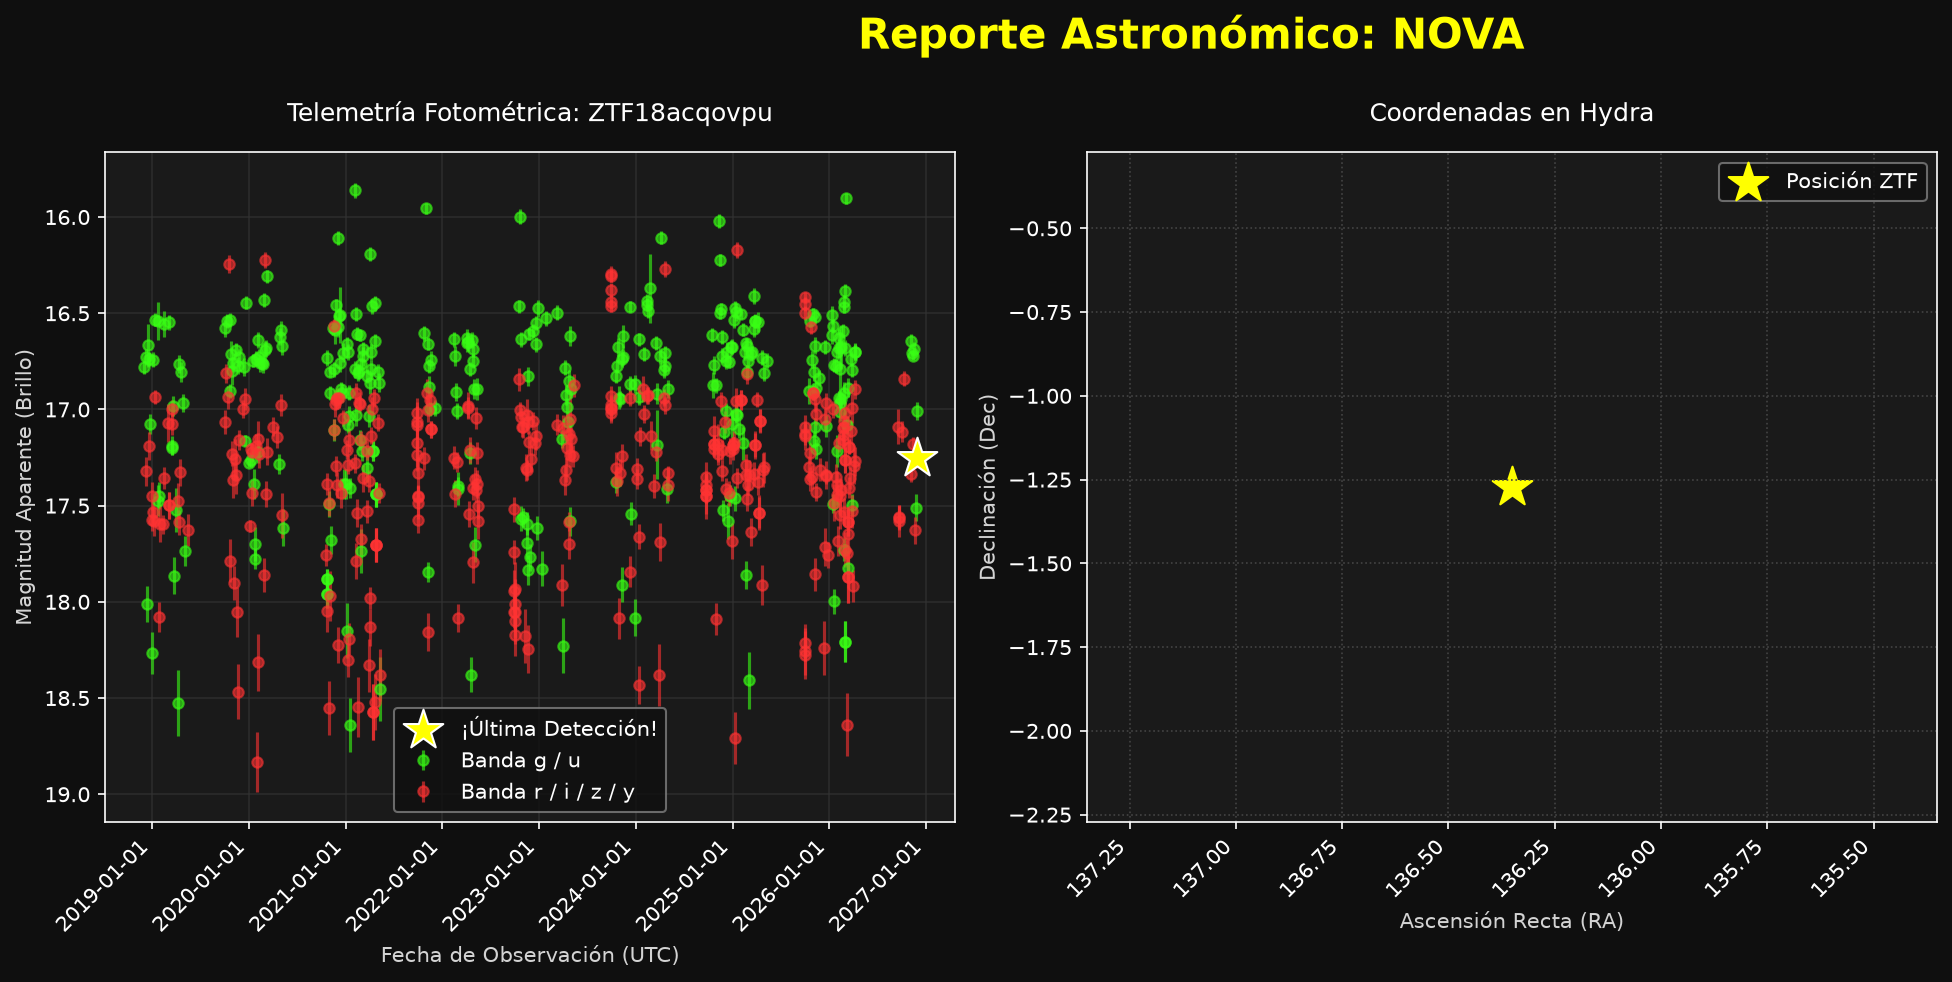 Reporte Astronómico: NOVA
Telemetría Fotométrica: ZTF18acqovpu
Magnitud Aparente (Brillo)
16.0
16.5
17.0
17.5
18.0
18.5
19.0
¡Última Detección!
Banda g / u
Banda r / i / z / y
2019-01-01
2020-01-01
2021-01-01
2022-01-01
2023-01-01
2024-01-01
2025-01-01
2026-01-01
2027-01-01
Fecha de Observación (UTC)
Coordenadas en Hydra
Posición ZTF
Declinación (Dec)
−0.50
−0.75
−1.00
−1.25
−1.50
−1.75
−2.00
−2.25
137.25
137.00
136.75
136.50
136.25
136.00
135.75
135.50
Ascensión Recta (RA)